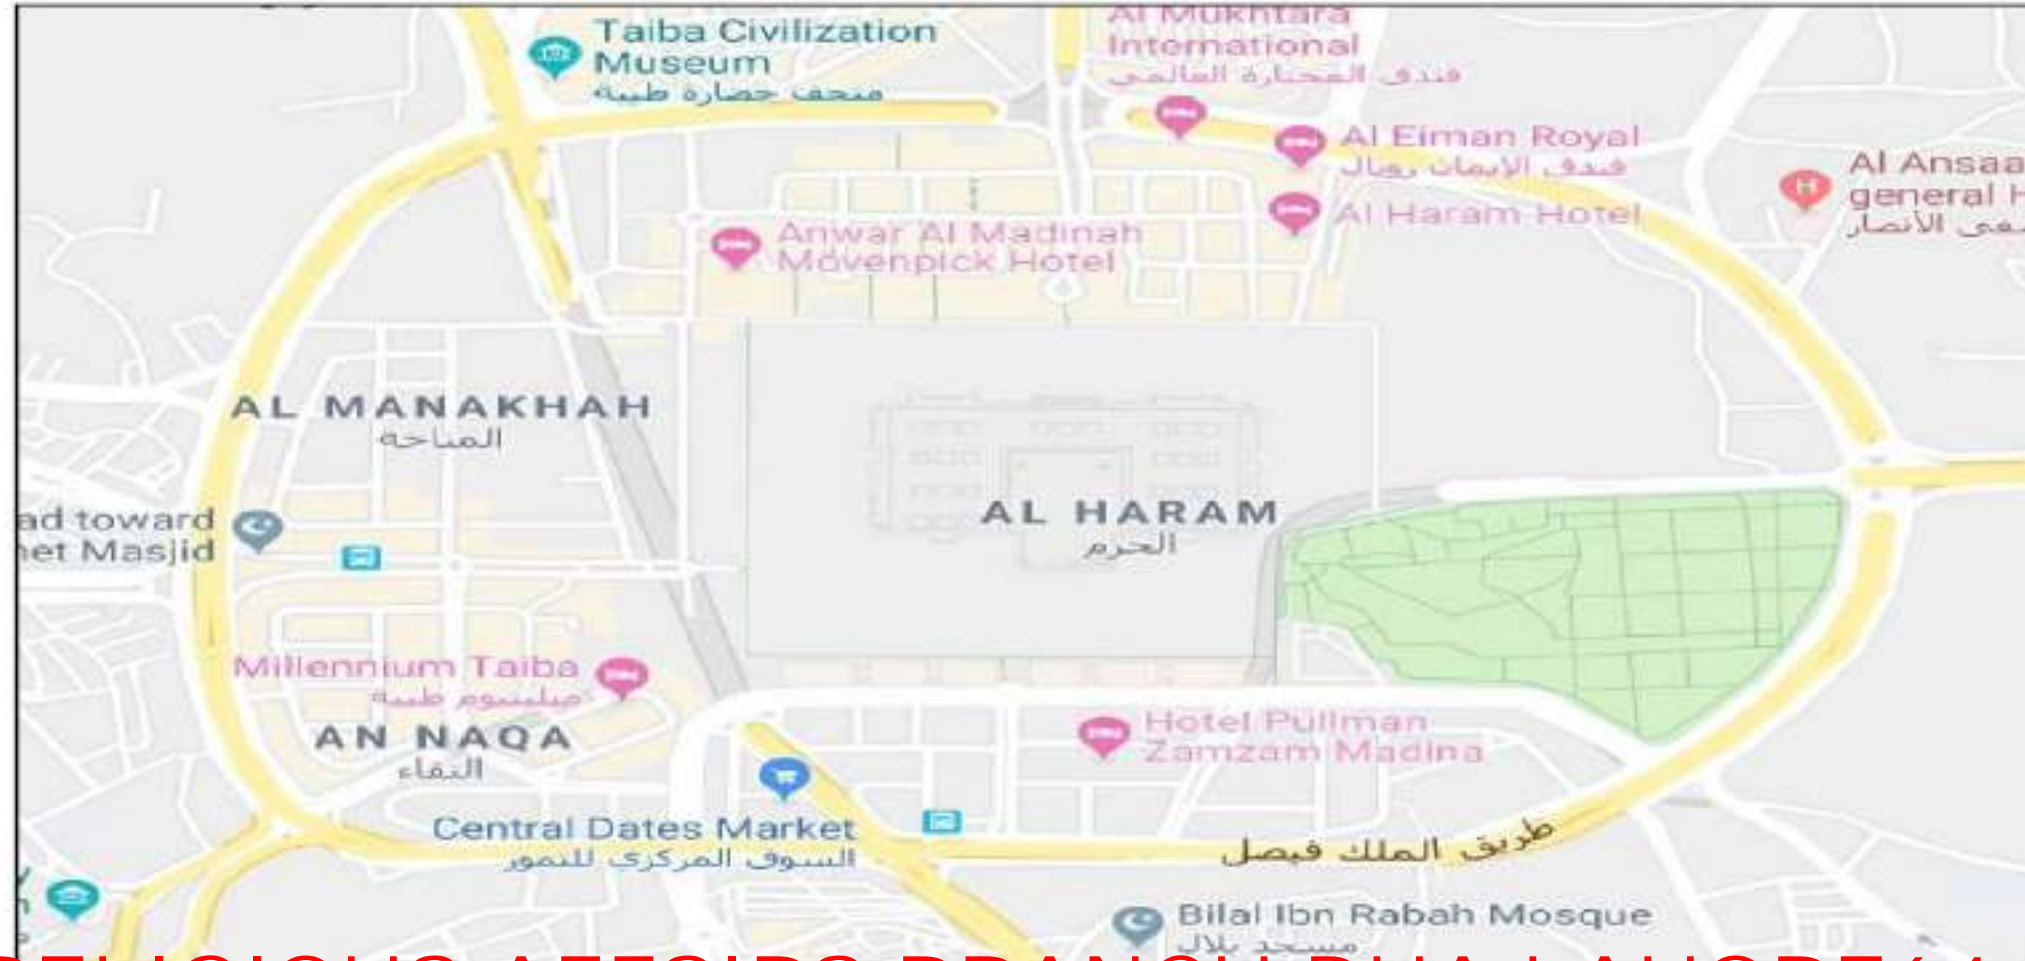 Taiba Civilization
Museum
متحف حضارة طيبة
Al Mukhtara
International
فندق المختارة العالمي
Al Eiman Royal
فندق الإيمان رويال
Al Ansaa
general H
Al Haram Hotel
Anwar Al Madinah
Mövenpick Hotel
AL MANAKHAH
المناخة
AL HARAM
الحرم
ad toward
het Masjid
Millennium Taiba
ميلينيوم طيبة
AN NAQA
النقاء
Hotel Pullman
Zamzam Madina
Central Dates Market
السوق المركزي للتمور
طريق الملك فيصل
Bilal Ibn Rabah Mosque
مسجد بلال